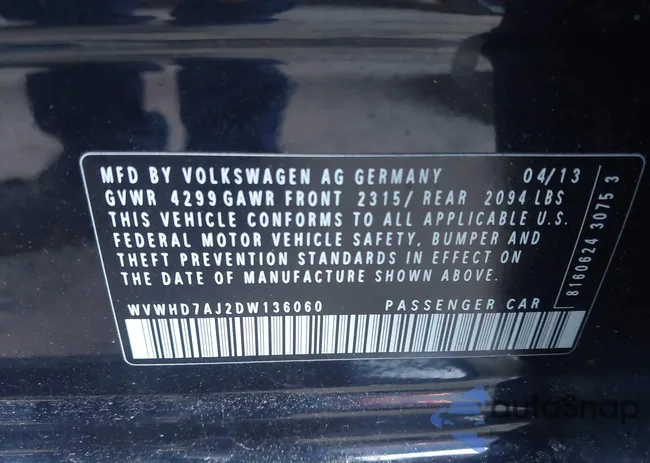 MFD BY VOLKSWAGEN AG GERMANY 04/13
GVWR 4299 GAWR FRONT 2315/ REAR 2094 LBS
THIS VEHICLE CONFORMS TO ALL APPLICABLE U.S.
FEDERAL MOTOR VEHICLE SAFETY, BUMPER AND
THEFT PREVENTION STANDARDS IN EFFECT ON
THE DATE OF MANUFACTURE SHOWN ABOVE.
WVWHD7AJ2DW136060 PASSENGER CAR
8160624 3075 3
autoSnap